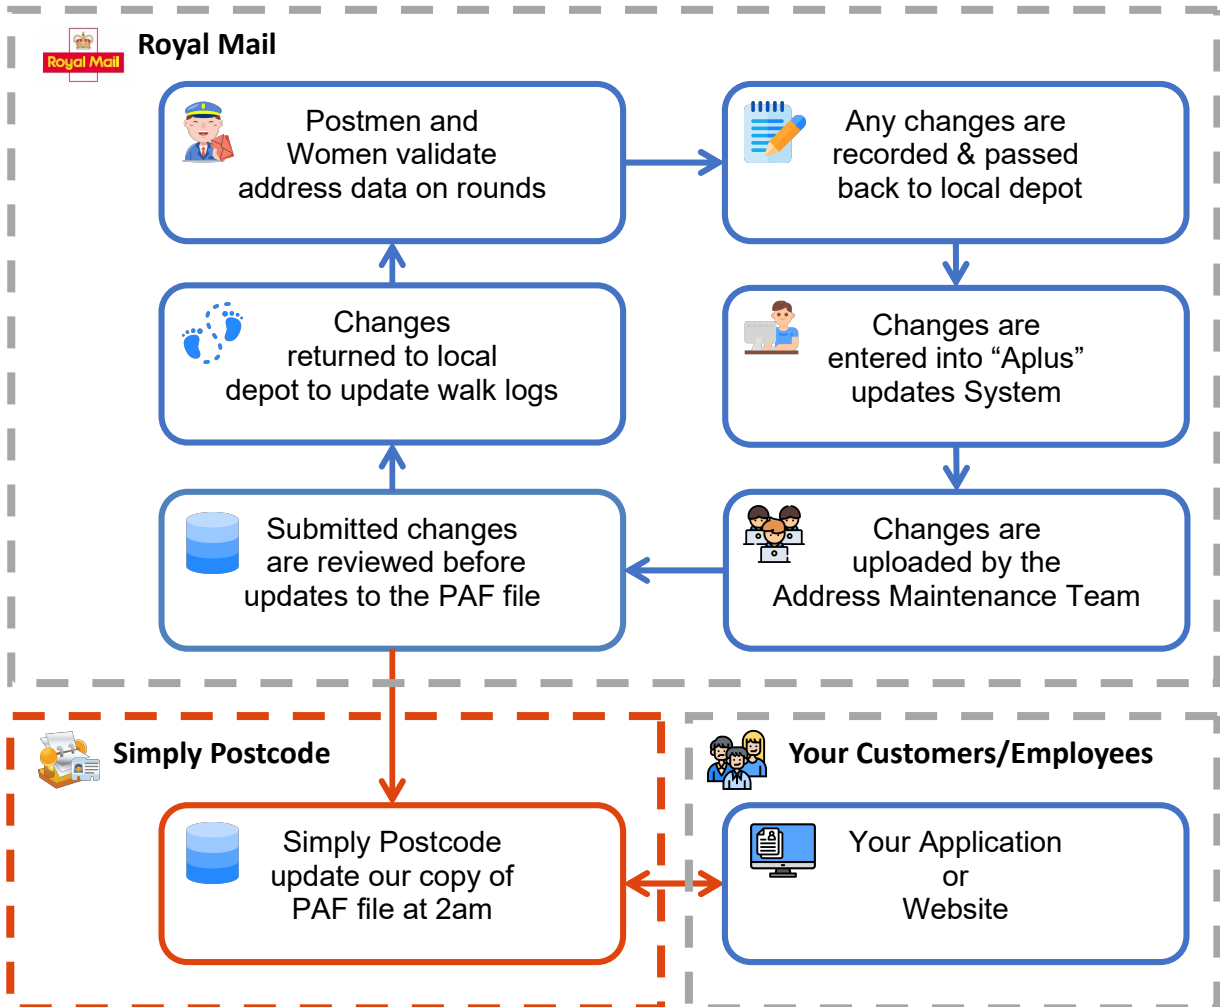 Royal Mail
Royal Mail
Postmen and
Women validate
address data on rounds
Any changes are
recorded & passed
back to local depot
Changes
returned to local
depot to update walk logs
Changes are
entered into “Aplus”
updates System
Submitted changes
are reviewed before
updates to the PAF file
Changes are
uploaded by the
Address Maintenance Team
Simply Postcode
Your Customers/Employees
Simply Postcode
update our copy of
PAF file at 2am
Your Application
or
Website